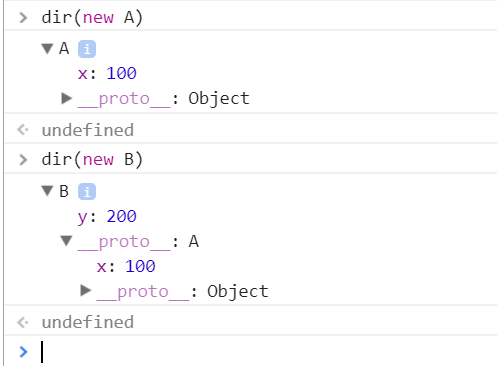 > dir(new A)
▼ A i
x: 100
▶ __proto__: Object
<· undefined
> dir(new B)
▼ B i
y: 200
▼ __proto__: A
x: 100
▶ __proto__: Object
<· undefined
>